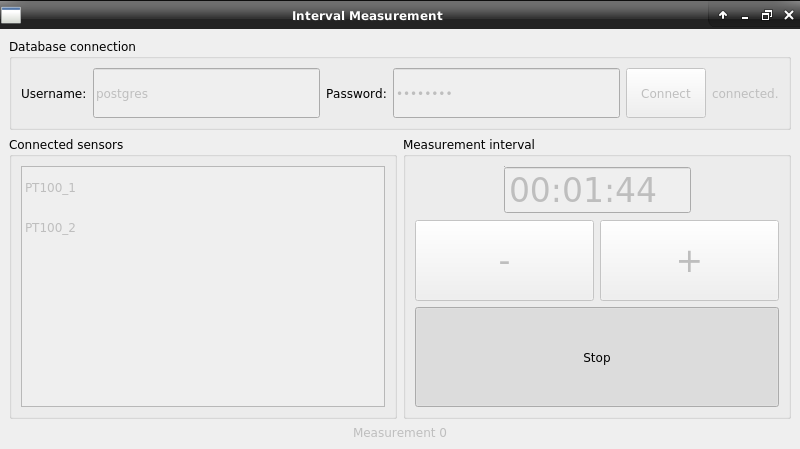 Interval Measurement
Database connection
Username: postgres Password: •••••••• Connect connected.
Connected sensors
PT100_1
PT100_2
Measurement interval
00:01:44
- +
Stop
Measurement 0